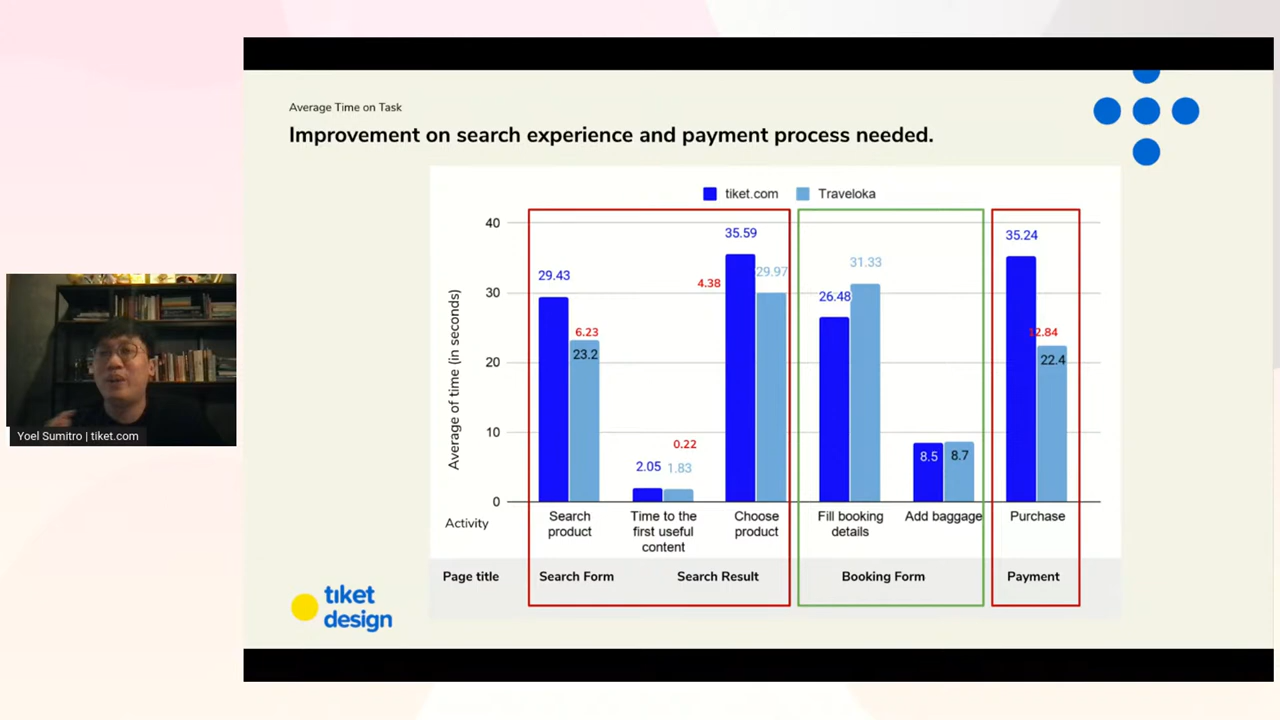 Average Time on Task
Improvement on search experience and payment process needed.
tiket.com
Traveloka
Average of time (in seconds)
40
30
20
10
0
29.43
6.23
23.2
2.05
0.22
1.83
35.59
4.38
29.97
26.48
31.33
8.5
8.7
35.24
12.84
22.4
Activity
Search
product
Time to the
first useful
content
Choose
product
Fill booking
details
Add baggage
Purchase
Page title
Search Form
Search Result
Booking Form
Payment
tiket
design
Yoel Sumitro | tiket.com